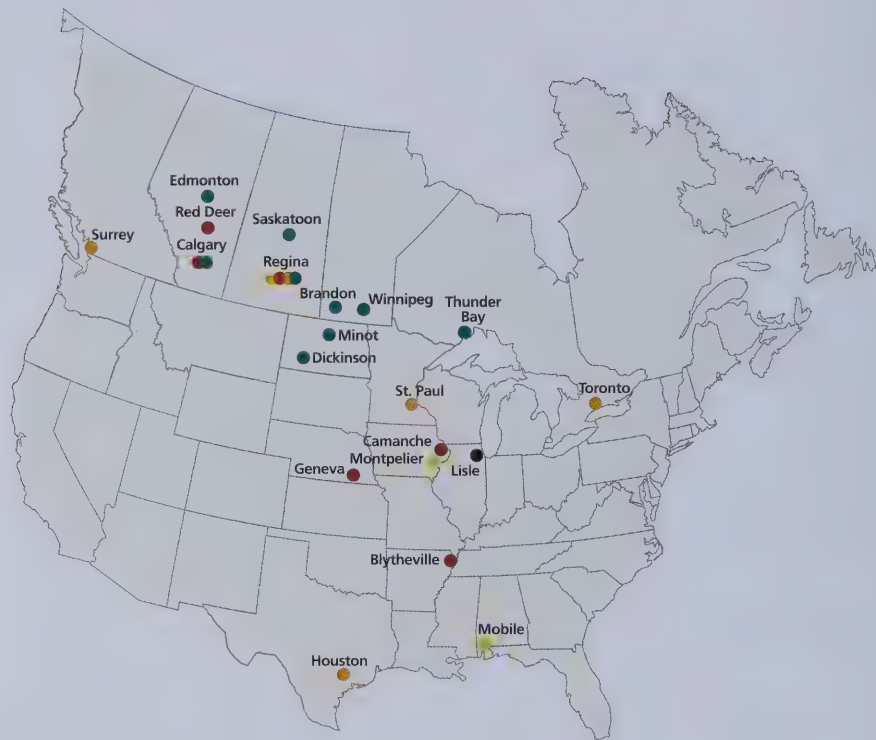 Edmonton
Red Deer
Saskatoon
Surrey
Calgary
Regina
Brandon
Winnipeg
Thunder
Bay
Minot
Dickinson
St. Paul
Toronto
Camanche
Montpelier
Geneva
Lisle
Blytheville
Mobile
Houston